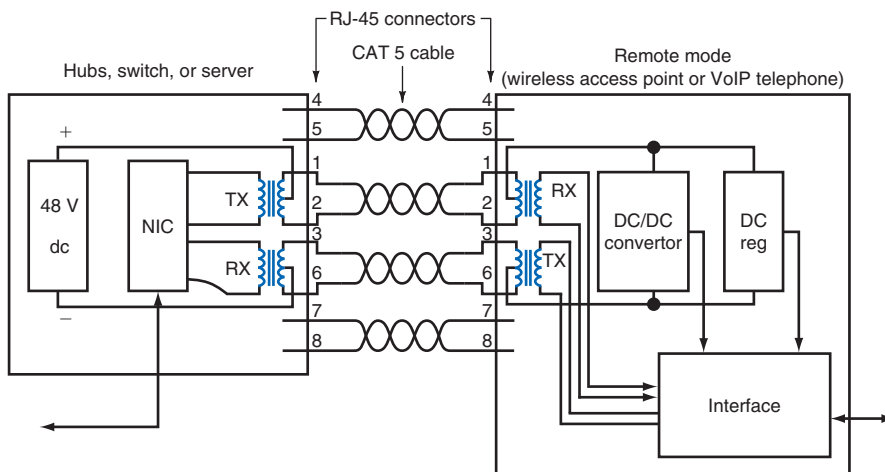 RJ-45 connectors
CAT 5 cable
Hubs, switch, or server
Remote mode
(wireless access point or VoIP telephone)
4
4
5
5
+
1
1
TX
RX
48 V
dc
NIC
2
2
DC/DC
convertor
DC
reg
3
3
RX
TX
6
6
−
7
7
8
8
Interface